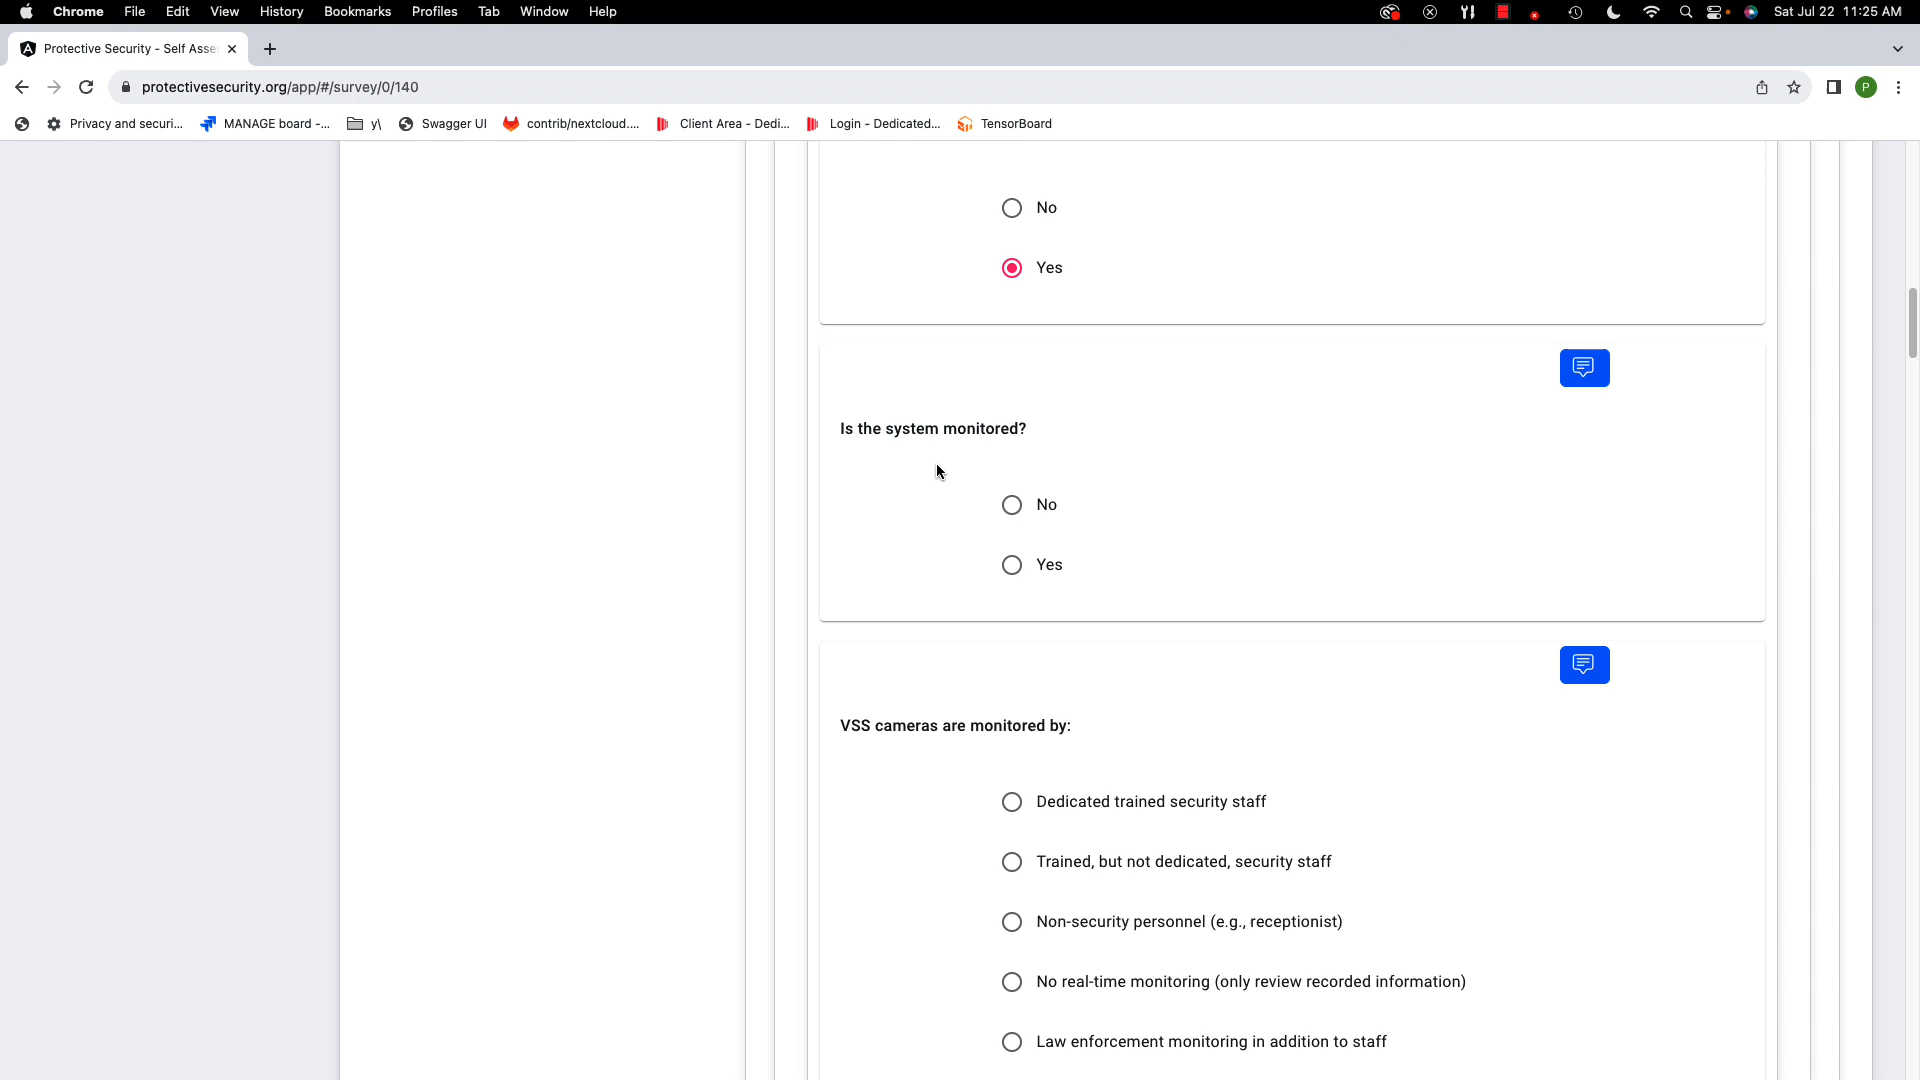 Chrome File Edit View History Bookmarks Profiles Tab Window Help Sat Jul 22 11:25 AM
Protective Security - Self Asse
protectivesecurity.org/app/#/survey/0/140 P
Privacy and securi... MANAGE board -... y\ Swagger UI contrib/nextcloud.... Client Area - Dedi... Login - Dedicated... TensorBoard
No
Yes
Is the system monitored?
No
Yes
VSS cameras are monitored by:
Dedicated trained security staff
Trained, but not dedicated, security staff
Non-security personnel (e.g., receptionist)
No real-time monitoring (only review recorded information)
Law enforcement monitoring in addition to staff